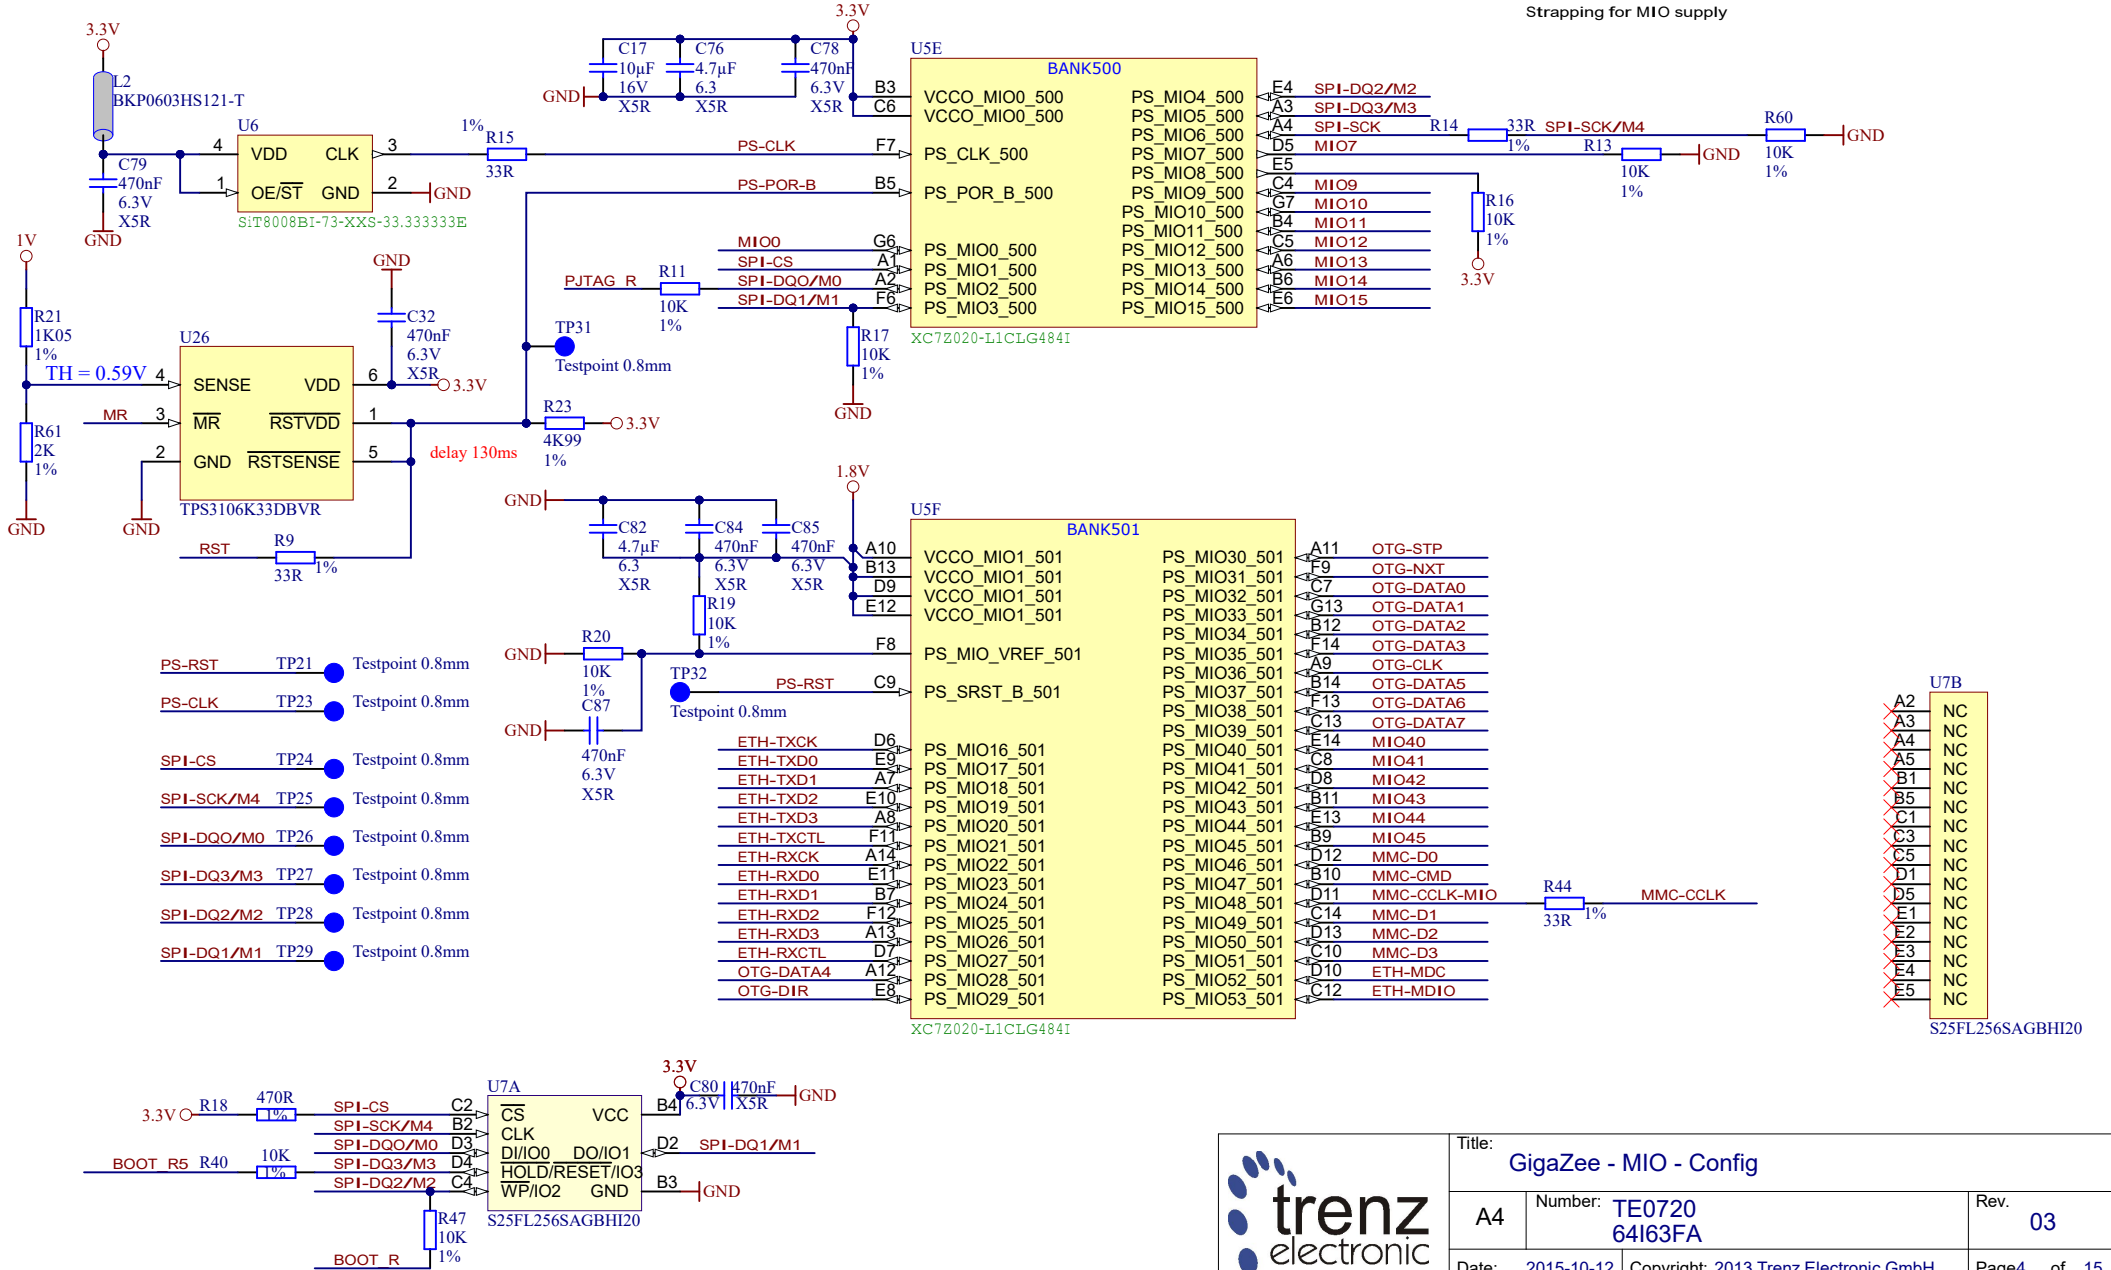 Strapping for MIO supply
3.3V
L2
BKP0603HS121-T
U6
4 VDD CLK 3
1 OE/ST GND 2
GND
SiT8008BI-73-XXS-33.333333E
C79
470nF
6.3V
X5R
GND
1%
R15
33R
PS-CLK
PS-POR-B
3.3V
C17
10µF
16V
X5R
C76
4.7µF
6.3
X5R
C78
470nF
6.3V
X5R
GND
U5E
BANK500
B3 VCCO_MIO0_500
C6 VCCO_MIO0_500
F7 PS_CLK_500
B5 PS_POR_B_500
MIO0 G6 PS_MIO0_500
SPI-CS A1 PS_MIO1_500
SPI-DQO/M0 A2 PS_MIO2_500
SPI-DQ1/M1 F6 PS_MIO3_500
PS_MIO4_500 E4 SPI-DQ2/M2
PS_MIO5_500 A3 SPI-DQ3/M3
PS_MIO6_500 A4 SPI-SCK
PS_MIO7_500 D5 MIO7
PS_MIO8_500 E5
PS_MIO9_500 C4 MIO9
PS_MIO10_500 G7 MIO10
PS_MIO11_500 B4 MIO11
PS_MIO12_500 C5 MIO12
PS_MIO13_500 A6 MIO13
PS_MIO14_500 B6 MIO14
PS_MIO15_500 E6 MIO15
XC7Z020-L1CLG484I
R14
33R
1%
SPI-SCK/M4
R60
10K
1%
GND
R13
10K
1%
GND
R16
10K
1%
3.3V
PJTAG_R
R11
10K
1%
R17
10K
1%
GND
1V
R21
1K05
1%
TH = 0.59V
R61
2K
1%
GND
U26
4 SENSE VDD 6
MR 3 MR RSTVDD 1
2 GND RSTSENSE 5
TPS3106K33DBVR
GND
GND
C32
470nF
6.3V
X5R
3.3V
TP31
Testpoint 0.8mm
R23
4K99
1%
3.3V
delay 130ms
RST
R9
33R
1%
1.8V
GND
C82
4.7µF
6.3
X5R
C84
470nF
6.3V
X5R
C85
470nF
6.3V
X5R
R19
10K
1%
GND
R20
10K
1%
GND
C87
470nF
6.3V
X5R
TP32
Testpoint 0.8mm
PS-RST
U5F
BANK501
A10 VCCO_MIO1_501
B13 VCCO_MIO1_501
D9 VCCO_MIO1_501
E12 VCCO_MIO1_501
F8 PS_MIO_VREF_501
C9 PS_SRST_B_501
ETH-TXCK D6 PS_MIO16_501
ETH-TXD0 E9 PS_MIO17_501
ETH-TXD1 A7 PS_MIO18_501
ETH-TXD2 E10 PS_MIO19_501
ETH-TXD3 A8 PS_MIO20_501
ETH-TXCTL F11 PS_MIO21_501
ETH-RXCK A14 PS_MIO22_501
ETH-RXD0 E11 PS_MIO23_501
ETH-RXD1 B7 PS_MIO24_501
ETH-RXD2 F12 PS_MIO25_501
ETH-RXD3 A13 PS_MIO26_501
ETH-RXCTL D7 PS_MIO27_501
OTG-DATA4 A12 PS_MIO28_501
OTG-DIR E8 PS_MIO29_501
PS_MIO30_501 A11 OTG-STP
PS_MIO31_501 F9 OTG-NXT
PS_MIO32_501 C7 OTG-DATA0
PS_MIO33_501 G13 OTG-DATA1
PS_MIO34_501 B12 OTG-DATA2
PS_MIO35_501 F14 OTG-DATA3
PS_MIO36_501 A9 OTG-CLK
PS_MIO37_501 B14 OTG-DATA5
PS_MIO38_501 F13 OTG-DATA6
PS_MIO39_501 C13 OTG-DATA7
PS_MIO40_501 E14 MIO40
PS_MIO41_501 C8 MIO41
PS_MIO42_501 D8 MIO42
PS_MIO43_501 B11 MIO43
PS_MIO44_501 E13 MIO44
PS_MIO45_501 B9 MIO45
PS_MIO46_501 D12 MMC-D0
PS_MIO47_501 B10 MMC-CMD
PS_MIO48_501 D11 MMC-CCLK-MIO
PS_MIO49_501 C14 MMC-D1
PS_MIO50_501 D13 MMC-D2
PS_MIO51_501 C10 MMC-D3
PS_MIO52_501 D10 ETH-MDC
PS_MIO53_501 C12 ETH-MDIO
XC7Z020-L1CLG484I
R44
33R
1%
MMC-CCLK
PS-RST TP21 Testpoint 0.8mm
PS-CLK TP23 Testpoint 0.8mm
SPI-CS TP24 Testpoint 0.8mm
SPI-SCK/M4 TP25 Testpoint 0.8mm
SPI-DQO/M0 TP26 Testpoint 0.8mm
SPI-DQ3/M3 TP27 Testpoint 0.8mm
SPI-DQ2/M2 TP28 Testpoint 0.8mm
SPI-DQ1/M1 TP29 Testpoint 0.8mm
U7B
A2 NC
A3 NC
A4 NC
A5 NC
B1 NC
B5 NC
C1 NC
C3 NC
C5 NC
D1 NC
D5 NC
E1 NC
E2 NC
E3 NC
E4 NC
E5 NC
S25FL256SAGBHI20
3.3V
R18
470R
1%
BOOT_R5
R40
10K
1%
U7A
SPI-CS C2 CS VCC B4
SPI-SCK/M4 B2 CLK
SPI-DQO/M0 D3 DI/IO0 DO/IO1 D2 SPI-DQ1/M1
SPI-DQ3/M3 D4 HOLD/RESET/IO3
SPI-DQ2/M2 C4 WP/IO2 GND B3 GND
S25FL256SAGBHI20
3.3V
C80
6.3V
470nF
X5R
GND
R47
10K
1%
BOOT_R
trenz
electronic
Title:
GigaZee - MIO - Config
A4
Number: TE0720
64I63FA
Rev.
03
Date: 2015-10-12
Copyright: 2013 Trenz Electronic GmbH
Page4 of 15